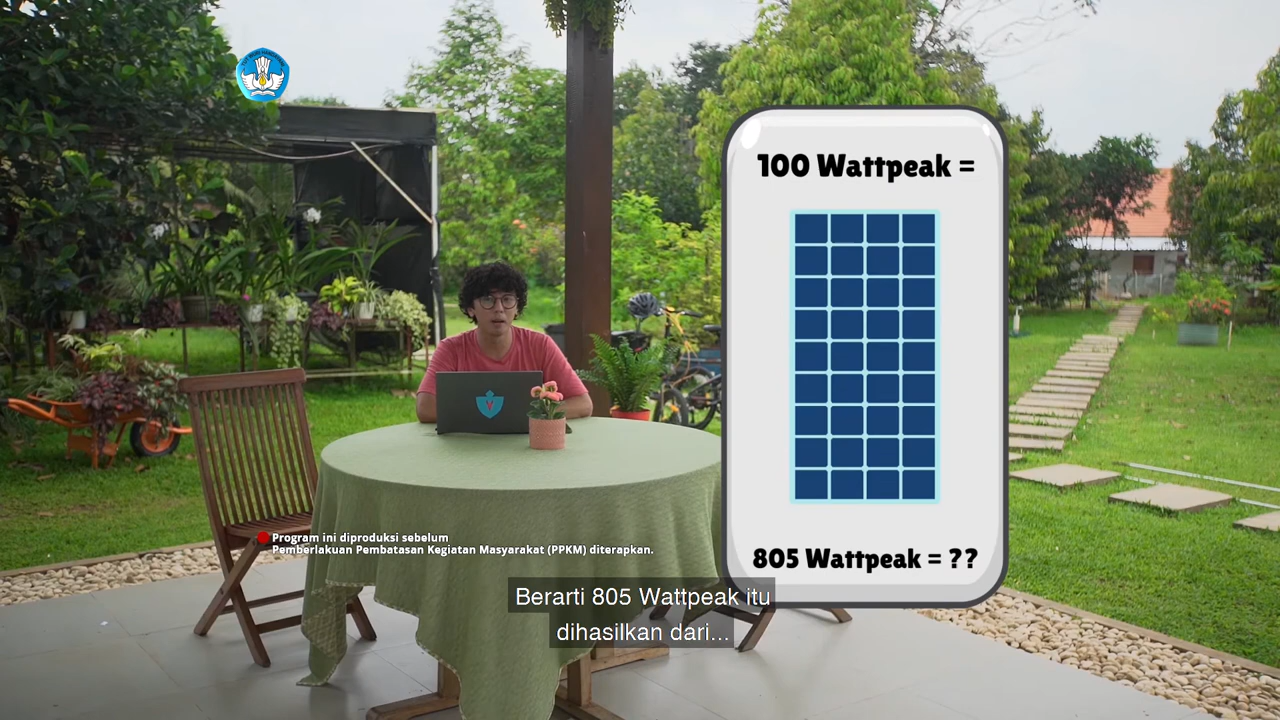 100 Wattpeak =
805 Wattpeak = ??
Program ini diproduksi sebelum
Pemberlakuan Pembatasan Kegiatan Masyarakat (PPKM) diterapkan.
Berarti 805 Wattpeak itu
dihasilkan dari...